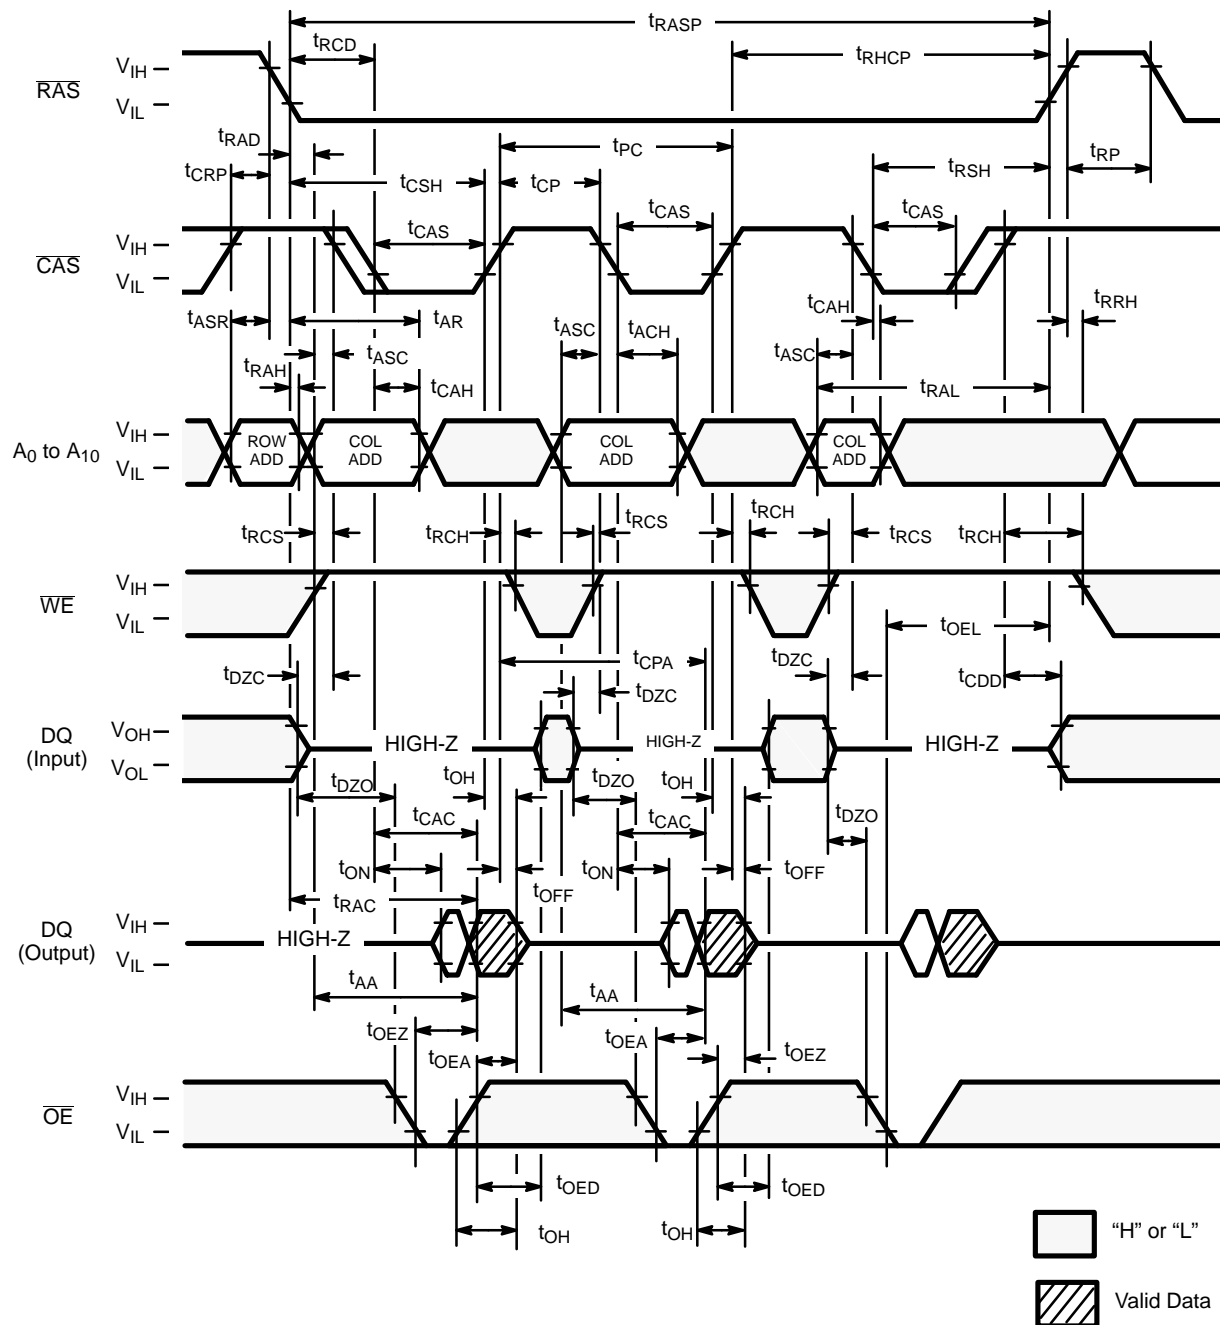 tRASP
tRCD
tRHCP
RAS
VIH
VIL
tRAD
tPC
tCRP
tCSH
tCP
tRSH
tRP
tCAS
tCAS
tCAS
CAS
VIH
VIL
tASR
tAR
tASC
tACH
tCAH
tRRH
tRAH
tASC
tASC
tCAH
tRAL
A0 to A10
VIH
VIL
ROW ADD
COL ADD
COL ADD
COL ADD
tRCS
tRCH
tRCS
tRCH
tRCS
tRCH
WE
VIH
VIL
tOEL
tDZC
tCPA
tDZC
tDZC
tCDD
DQ
(Input)
VOH
VOL
HIGH-Z
HIGH-Z
HIGH-Z
tDZO
tOH
tDZO
tOH
tDZO
tCAC
tCAC
tON
tOFF
tON
tOFF
tRAC
DQ
(Output)
VIH
VIL
HIGH-Z
tAA
tAA
tOEZ
tOEA
tOEA
tOEZ
OE
VIH
VIL
tOED
tOED
tOH
tOH
“H” or “L”
Valid Data